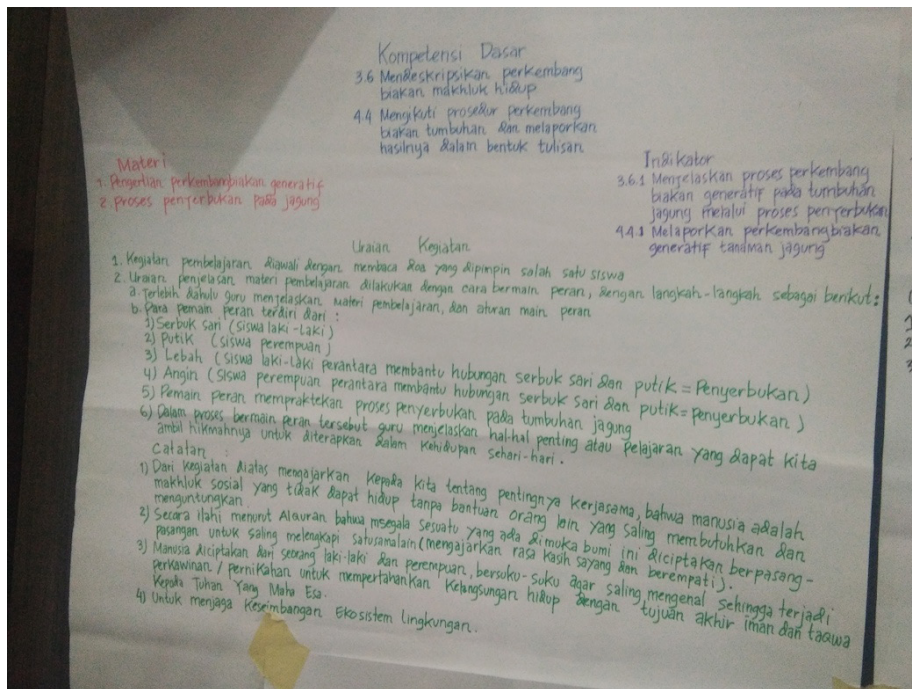 Kompetensi Dasar
3.6 Mendeskripsikan perkembang
biakan makhluk hidup
4.4 Mengikuti prosedur perkembang
biakan tumbuhan dan melaporkan
hasilnya dalam bentuk tulisan
Materi
1. Pengertian perkembangbiakan generatif
2. Proses penyerbukan pada jagung
Indikator
3.6.1 Menjelaskan proses perkembang
biakan generatif pada tumbuhan
jagung melalui proses penyerbukan
4.4.1 Melaporkan perkembangbiakan
generatif tanaman jagung
Uraian Kegiatan
1. Kegiatan pembelajaran diawali dengan membaca doa yang dipinpin salah satu siswa
2. Uraian penjelasan materi pembelajaran dilakukan dengan cara bermain peran, dengan langkah-langkah sebagai berikut:
a. Terlebih dahulu guru menjelaskan materi pembelajaran, dan aturan main peran
b. Para pemain peran terdiri dari :
1) Serbuk sari (siswa laki-laki)
2) Putik (siswa perempuan)
3) Lebah (siswa laki-laki perantara membantu hubungan serbuk sari dan putik = Penyerbukan)
4) Angin (siswa perempuan perantara membantu hubungan serbuk sari dan putik = penyerbukan)
5) Pemain peran mempraktekan proses penyerbukan pada tumbuhan jagung
6) Dalam proses bermain peran tersebut guru menjelaskan hal-hal penting atau pelajaran yang dapat kita
ambil hikmahnya untuk diterapkan dalam kehidupan sehari-hari.
Catatan :
1) Dari kegiatan diatas mengajarkan kepada kita tentang pentingnya kerjasama, bahwa manusia adalah
makhluk sosial yang tidak dapat hidup tanpa bantuan orang lain yang saling membutuhkan dan
menguntungkan
2) Secara ilahi menurut Alquran bahwa msegala sesuatu yang ada dimuka bumi ini diciptakan berpasang-
pasangan untuk saling melengkapi satusamalain (mengajarkan rasa kasih sayang dan berempati).
3) Manusia diciptakan dari seorang laki-laki dan perempuan, bersuku-suku agar saling mengenal sehingga terjadi
perkawinan / pernikahan untuk mempertahankan kelangsungan hidup dengan tujuan akhir iman dan taqwa
kepada Tuhan Yang Maha Esa.
4) Untuk menjaga keseimbangan ekosistem lingkungan.